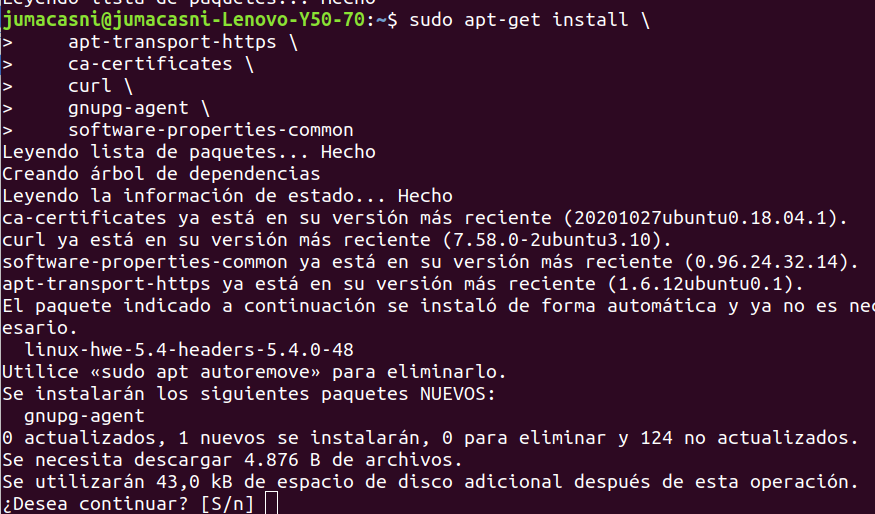 Leyendo lista de paquetes... Hecho
jumacasni@jumacasni-Lenovo-Y50-70:~$ sudo apt-get install \
>     apt-transport-https \
>     ca-certificates \
>     curl \
>     gnupg-agent \
>     software-properties-common
Leyendo lista de paquetes... Hecho
Creando árbol de dependencias
Leyendo la información de estado... Hecho
ca-certificates ya está en su versión más reciente (20201027ubuntu0.18.04.1).
curl ya está en su versión más reciente (7.58.0-2ubuntu3.10).
software-properties-common ya está en su versión más reciente (0.96.24.32.14).
apt-transport-https ya está en su versión más reciente (1.6.12ubuntu0.1).
El paquete indicado a continuación se instaló de forma automática y ya no es nec
esario.
  linux-hwe-5.4-headers-5.4.0-48
Utilice «sudo apt autoremove» para eliminarlo.
Se instalarán los siguientes paquetes NUEVOS:
  gnupg-agent
0 actualizados, 1 nuevos se instalarán, 0 para eliminar y 124 no actualizados.
Se necesita descargar 4.876 B de archivos.
Se utilizarán 43,0 kB de espacio de disco adicional después de esta operación.
¿Desea continuar? [S/n]